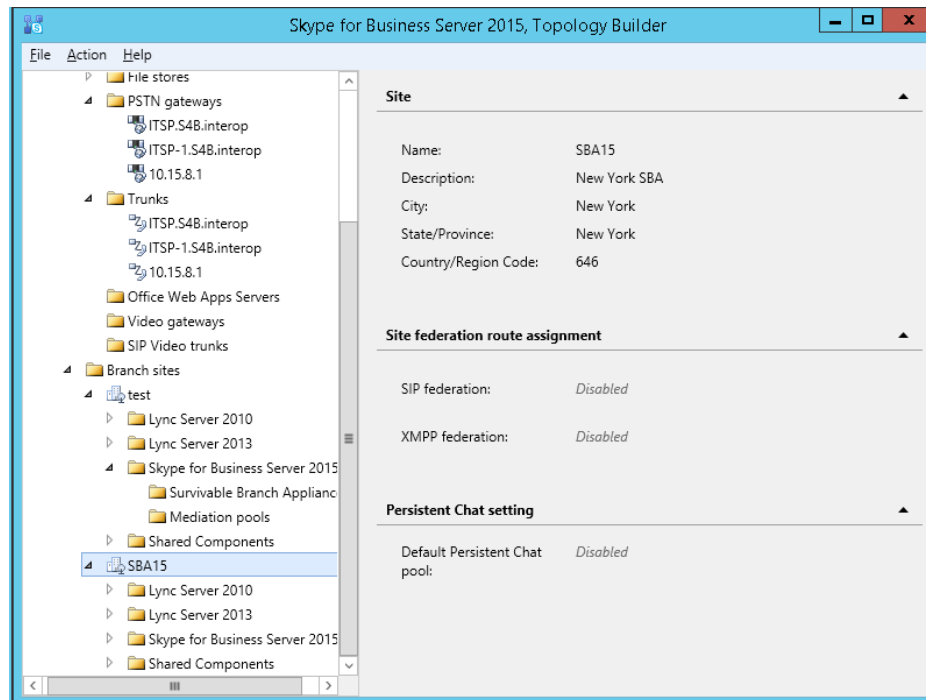 Skype for Business Server 2015, Topology Builder
File Action Help
File stores
PSTN gateways
ITSP.S4B.interop
ITSP-1.S4B.interop
10.15.8.1
Trunks
ITSP.S4B.interop
ITSP-1.S4B.interop
10.15.8.1
Office Web Apps Servers
Video gateways
SIP Video trunks
Branch sites
test
Lync Server 2010
Lync Server 2013
Skype for Business Server 2015
Survivable Branch Applianc
Mediation pools
Shared Components
SBA15
Lync Server 2010
Lync Server 2013
Skype for Business Server 2015
Shared Components
Site
Name: SBA15
Description: New York SBA
City: New York
State/Province: New York
Country/Region Code: 646
Site federation route assignment
SIP federation: Disabled
XMPP federation: Disabled
Persistent Chat setting
Default Persistent Chat Disabled
pool: